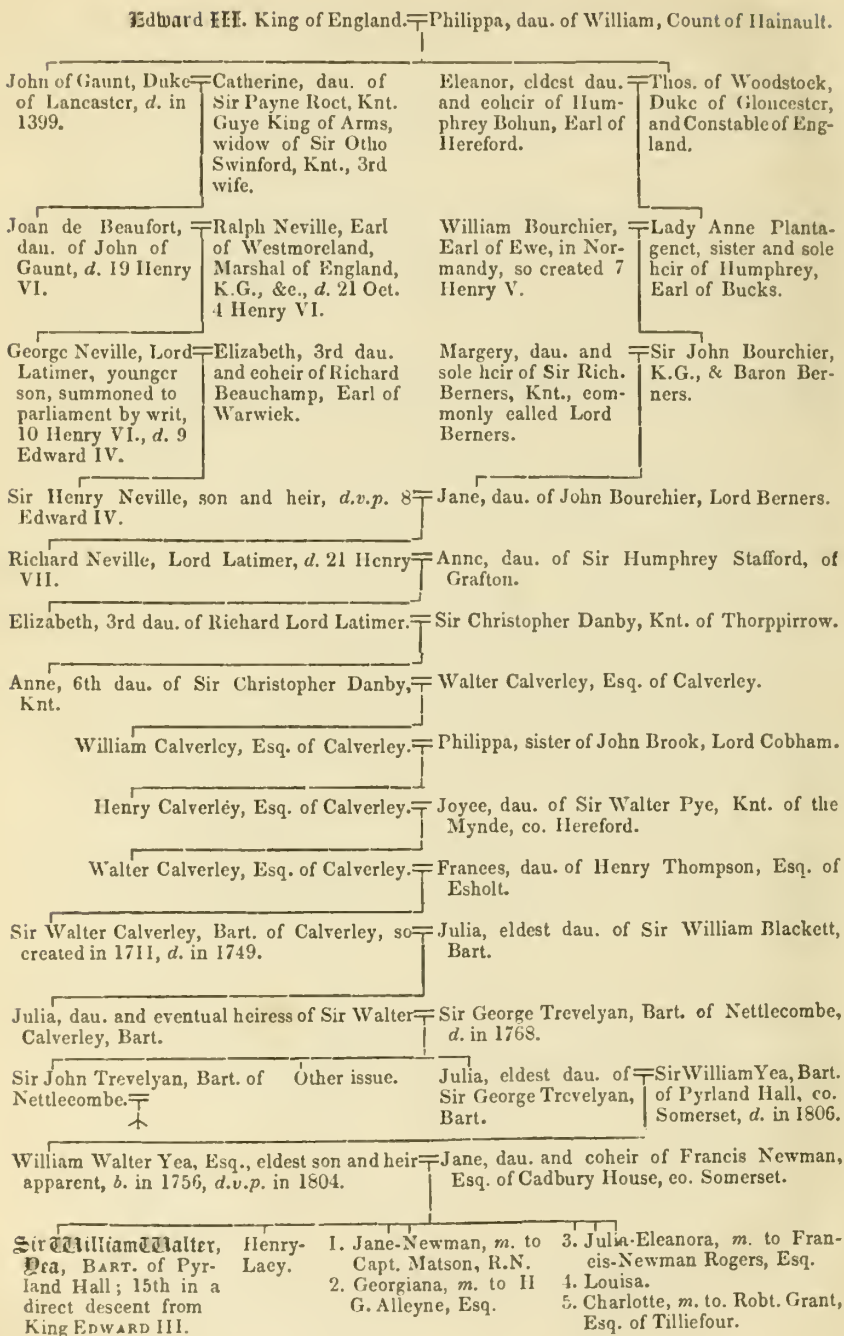 Edward III. King of England.=Philippa, dau. of William, Count of Hainault.
John of Gaunt, Duke
of Lancaster, d. in
1399.
Catherine, dau. of
Sir Payne Roet, Knt.
Guye King of Arms,
widow of Sir Otho
Swinford, Knt., 3rd
wife.
Eleanor, eldest dau.
and coheir of Hum-
phrey Bohun, Earl of
Hereford.
Thos. of Woodstock,
Duke of Gloucester,
and Constable of Eng-
land.
Joan de Beaufort,
dau. of John of
Gaunt, d. 19 Henry
VI.
Ralph Neville, Earl
of Westmoreland,
Marshal of England,
K.G., &c., d. 21 Oct.
4 Henry VI.
William Bourchier,
Earl of Ewe, in Nor-
mandy, so created 7
Henry V.
Lady Anne Planta-
genet, sister and sole
heir of Humphrey,
Earl of Bucks.
George Neville, Lord
Latimer, younger
son, summoned to
parliament by writ,
10 Henry VI., d. 9
Edward IV.
Elizabeth, 3rd dau.
and coheir of Richard
Beauchamp, Earl of
Warwick.
Margery, dau. and
sole heir of Sir Rich.
Berners, Knt., com-
monly called Lord
Berners.
Sir John Bourchier,
K.G., & Baron Ber-
ners.
Sir Henry Neville, son and heir, d.v.p. 8
Edward IV.
Jane, dau. of John Bourchier, Lord Berners.
Richard Neville, Lord Latimer, d. 21 Henry
VII.
Anne, dau. of Sir Humphrey Stafford, of
Grafton.
Elizabeth, 3rd dau. of Richard Lord Latimer.=Sir Christopher Danby, Knt. of Thorppirrow.
Anne, 6th dau. of Sir Christopher Danby,
Knt.
Walter Calverley, Esq. of Calverley.
William Calverley, Esq. of Calverley.=Philippa, sister of John Brook, Lord Cobham.
Henry Calverley, Esq. of Calverley.=Joyce, dau. of Sir Walter Pye, Knt. of the
Mynde, co. Hereford.
Walter Calverley, Esq. of Calverley.=Frances, dau. of Henry Thompson, Esq. of
Esholt.
Sir Walter Calverley, Bart. of Calverley, so
created in 1711, d. in 1749.
Julia, eldest dau. of Sir William Blackett,
Bart.
Julia, dau. and eventual heiress of Sir Walter
Calverley, Bart.
Sir George Trevelyan, Bart. of Nettlecombe,
d. in 1768.
Sir John Trevelyan, Bart. of
Nettlecombe.=
Other issue.
Julia, eldest dau. of
Sir George Trevelyan,
Bart.
Sir William Yea, Bart.
of Pyrland Hall, co.
Somerset, d. in 1806.
William Walter Yea, Esq., eldest son and heir
apparent, b. in 1756, d.v.p. in 1804.
Jane, dau. and coheir of Francis Newman,
Esq. of Cadbury House, co. Somerset.
Sir William Walter,
Yea, BART. of Pyr-
land Hall; 15th in a
direct descent from
King EDWARD III.
Henry-
Lacy.
1. Jane-Newman, m. to
Capt. Matson, R.N.
2. Georgiana, m. to H
G. Alleyne, Esq.
3. Julia-Eleanora, m. to Fran-
cis-Newman Rogers, Esq.
4. Louisa.
5. Charlotte, m. to. Robt. Grant,
Esq. of Tilliefour.